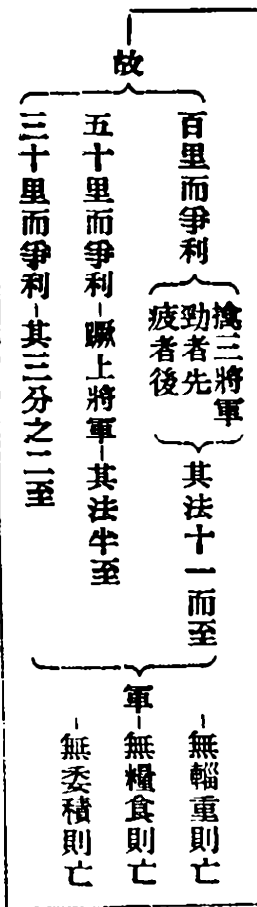 故
百里而爭利
擒三將軍
勁者先
疲者後
其法十一而至
五十里而爭利-蹶上將軍-其法半至
三十里而爭利-其三分之二至
軍
-無輜重則亡
-無糧食則亡
-無委積則亡